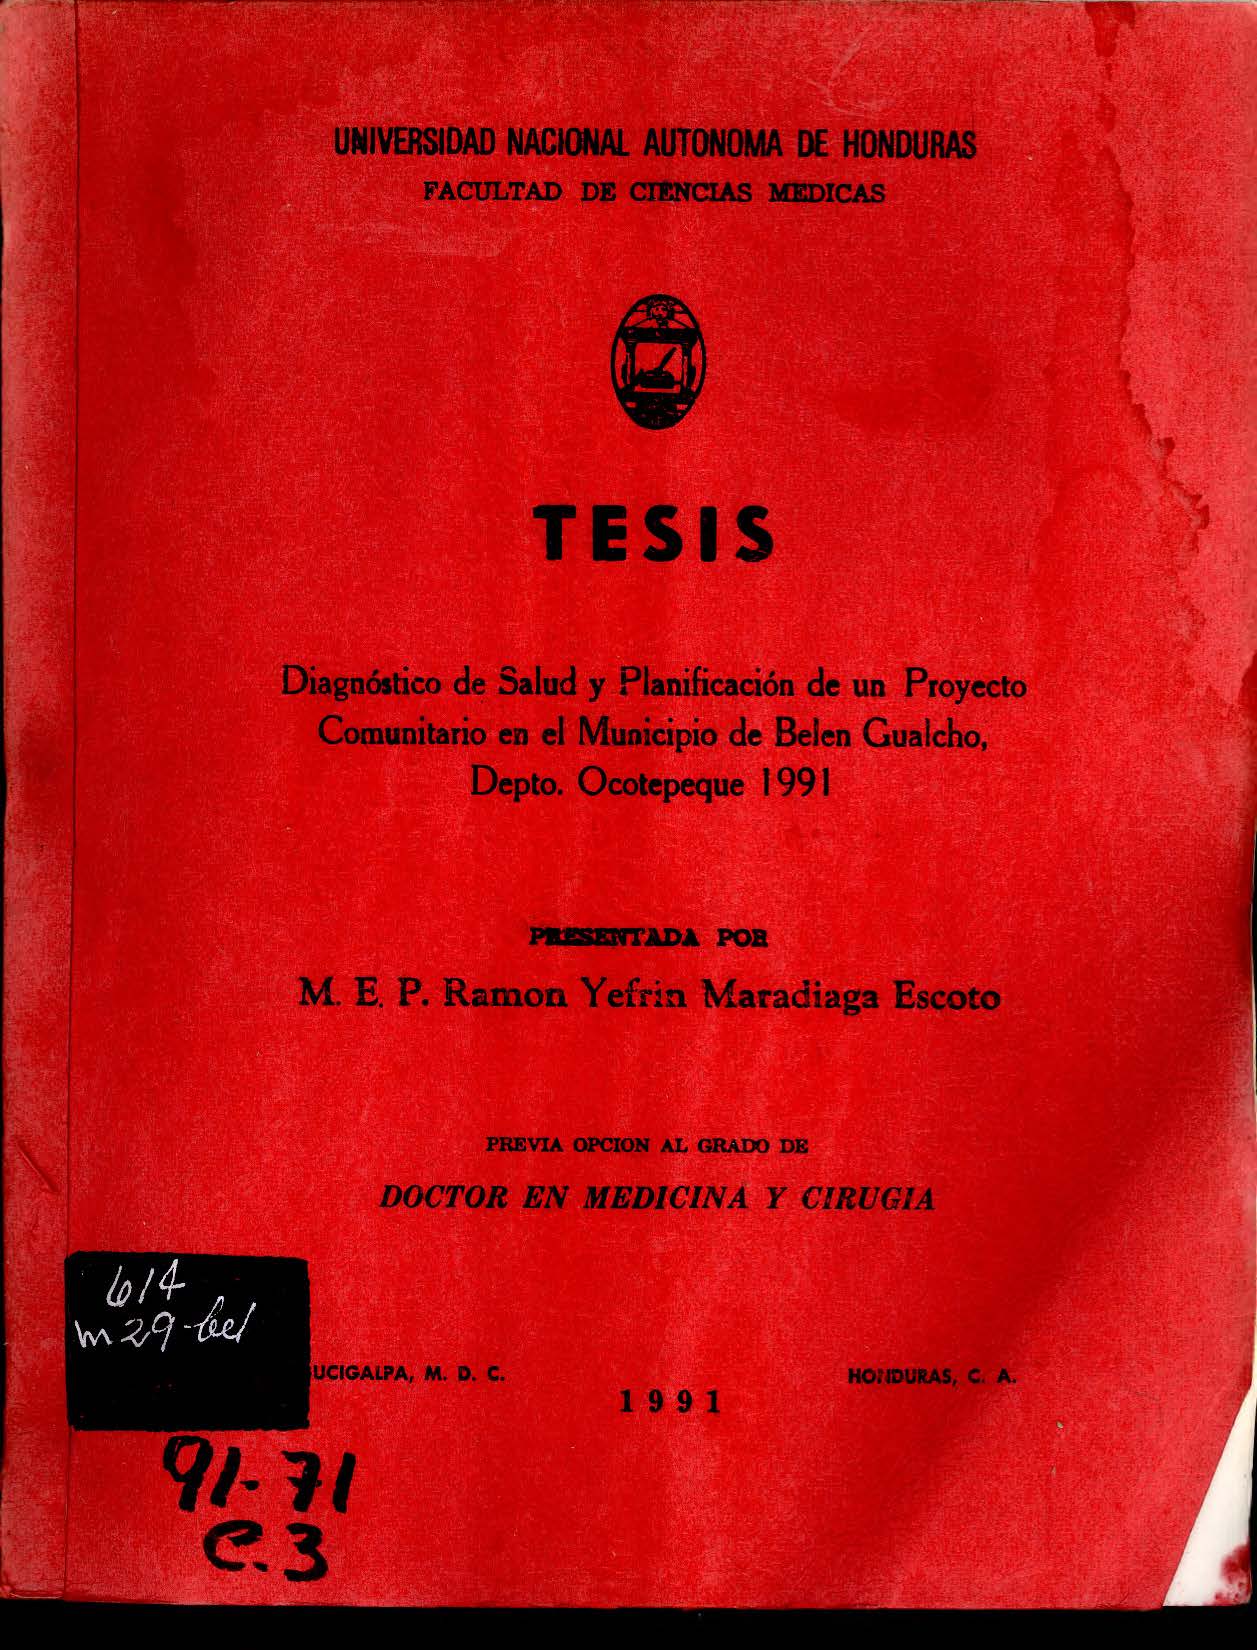 UNIVERSIDAD NACIONAL AUTONOMA DE HONDURAS
FACULTAD DE CIENCIAS MEDICAS
TESIS
Diagnóstico de Salud y Planificación de un Proyecto
Comunitario en el Municipio de Belen Gualcho,
Depto. Ocotepeque 1991
PRESENTADA POR
M. E. P. Ramon Yefrin Maradiaga Escoto
PREVIA OPCION AL GRADO DE
DOCTOR EN MEDICINA Y CIRUGIA
614
m29-bel
UCIGALPA, M. D. C.
HONDURAS, C. A.
1991
91-71
C.3